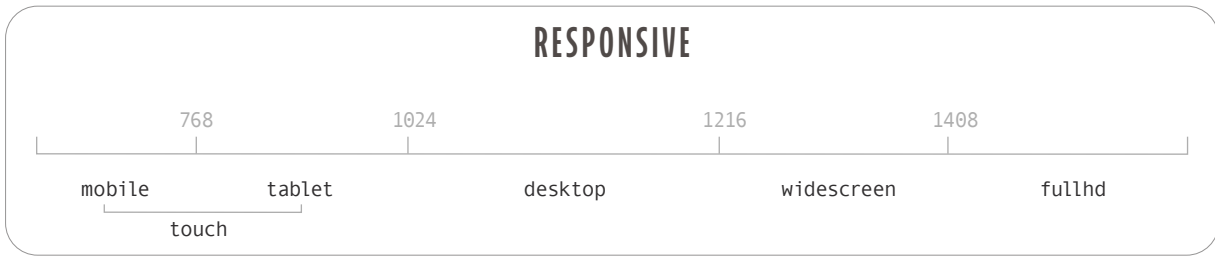 RESPONSIVE
768 1024 1216 1408
mobile tablet desktop widescreen fullhd
touch